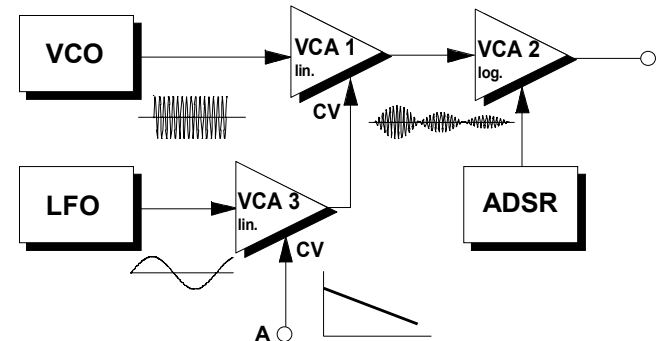 VCO
VCA 1
lin.
VCA 2
log.
CV
LFO
VCA 3
lin.
ADSR
CV
A